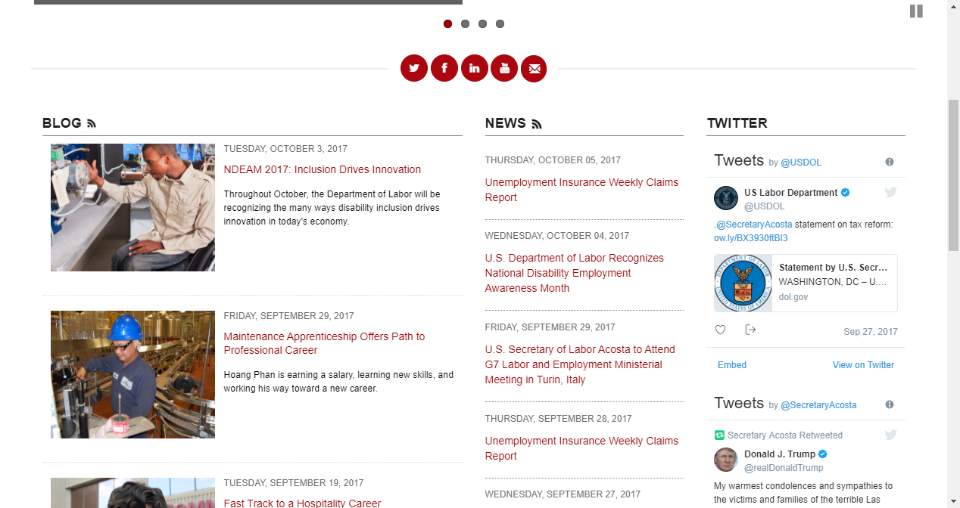 BLOG
TUESDAY, OCTOBER 3, 2017
NDEAM 2017: Inclusion Drives Innovation
Throughout October, the Department of Labor will be
recognizing the many ways disability inclusion drives
innovation in today's economy.
FRIDAY, SEPTEMBER 29, 2017
Maintenance Apprenticeship Offers Path to
Professional Career
Hoang Phan is earning a salary, learning new skills, and
working his way toward a new career.
TUESDAY, SEPTEMBER 19, 2017
Fast Track to a Hospitality Career
NEWS
THURSDAY, OCTOBER 05, 2017
Unemployment Insurance Weekly Claims
Report
WEDNESDAY, OCTOBER 04, 2017
U.S. Department of Labor Recognizes
National Disability Employment
Awareness Month
FRIDAY, SEPTEMBER 29, 2017
U.S. Secretary of Labor Acosta to Attend
G7 Labor and Employment Ministerial
Meeting in Turin, Italy
THURSDAY, SEPTEMBER 28, 2017
Unemployment Insurance Weekly Claims
Report
WEDNESDAY, SEPTEMBER 27, 2017
TWITTER
Tweets by @USDOL
US Labor Department
@USDOL
.@SecretaryAcosta statement on tax reform:
ow.ly/BX3930ftBI3
Statement by U.S. Secr...
WASHINGTON, DC – U....
dol.gov
Sep 27, 2017
Embed
View on Twitter
Tweets by @SecretaryAcosta
Secretary Acosta Retweeted
Donald J. Trump
@realDonaldTrump
My warmest condolences and sympathies to
the victims and families of the terrible Las